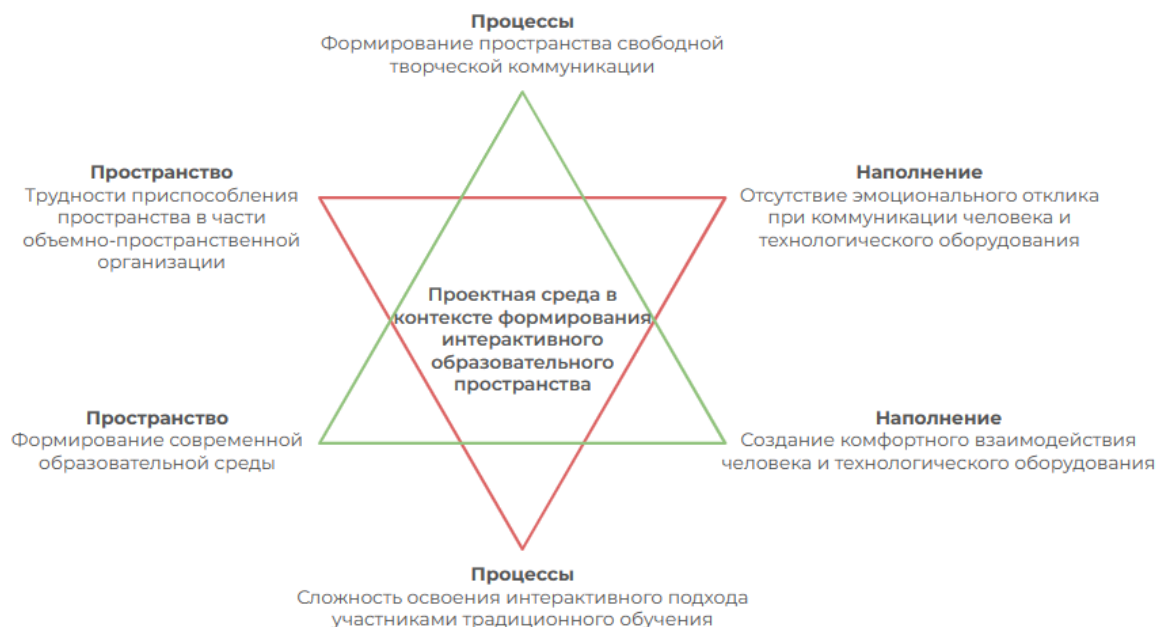 Процессы
Формирование пространства свободной
творческой коммуникации
Пространство
Трудности приспособления
пространства в части
объемно-пространственной
организации
Наполнение
Отсутствие эмоционального отклика
при коммуникации человека и
технологического оборудования
Проектная среда в
контексте формирования
интерактивного
образовательного
пространства
Пространство
Формирование современной
образовательной среды
Наполнение
Создание комфортного взаимодействия
человека и технологического оборудования
Процессы
Сложность освоения интерактивного подхода
участниками традиционного обучения